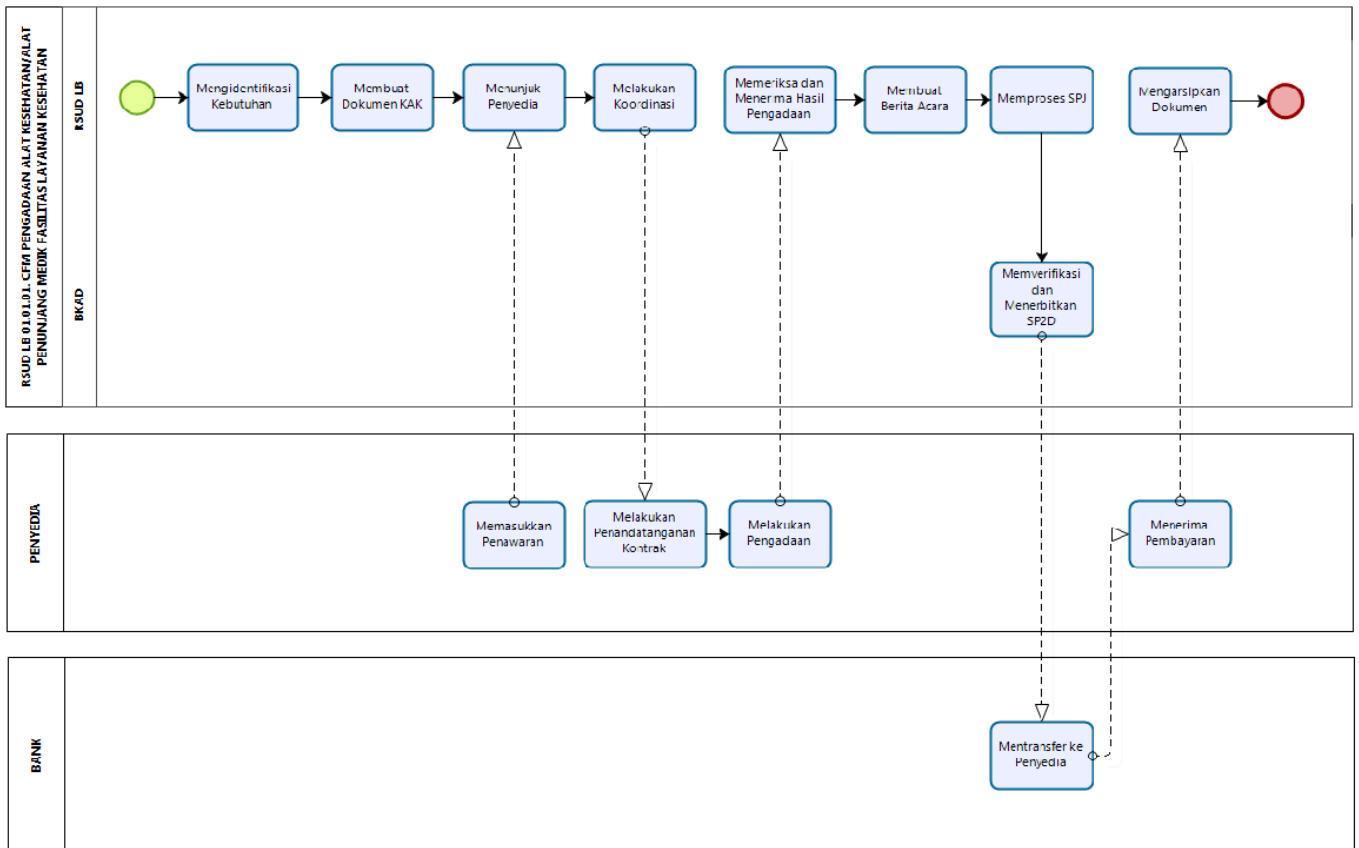 RSUD LB 01.01.01. CFM PENGADAAN ALAT KESEHATAN/ALAT
PENUNJANG MEDIK FASILITAS LAYANAN KESEHATAN
RSUD LB
Mengidentifikasi
Kebutuhan
Membuat
Dokumen KAK
Menunjuk
Penyedia
Melakukan
Koordinasi
Memeriksa dan
Menerima Hasil
Pengadaan
Membuat
Berita Acara
Memproses SPJ
Mengarsipkan
Dokumen
BKAD
Memverifikasi
dan
Menerbitkan
SP2D
PENYEDIA
Memasukkan
Penawaran
Melakukan
Penandatanganan
Kontrak
Melakukan
Pengadaan
Menerima
Pembayaran
BANK
Mentransfer ke
Penyedia